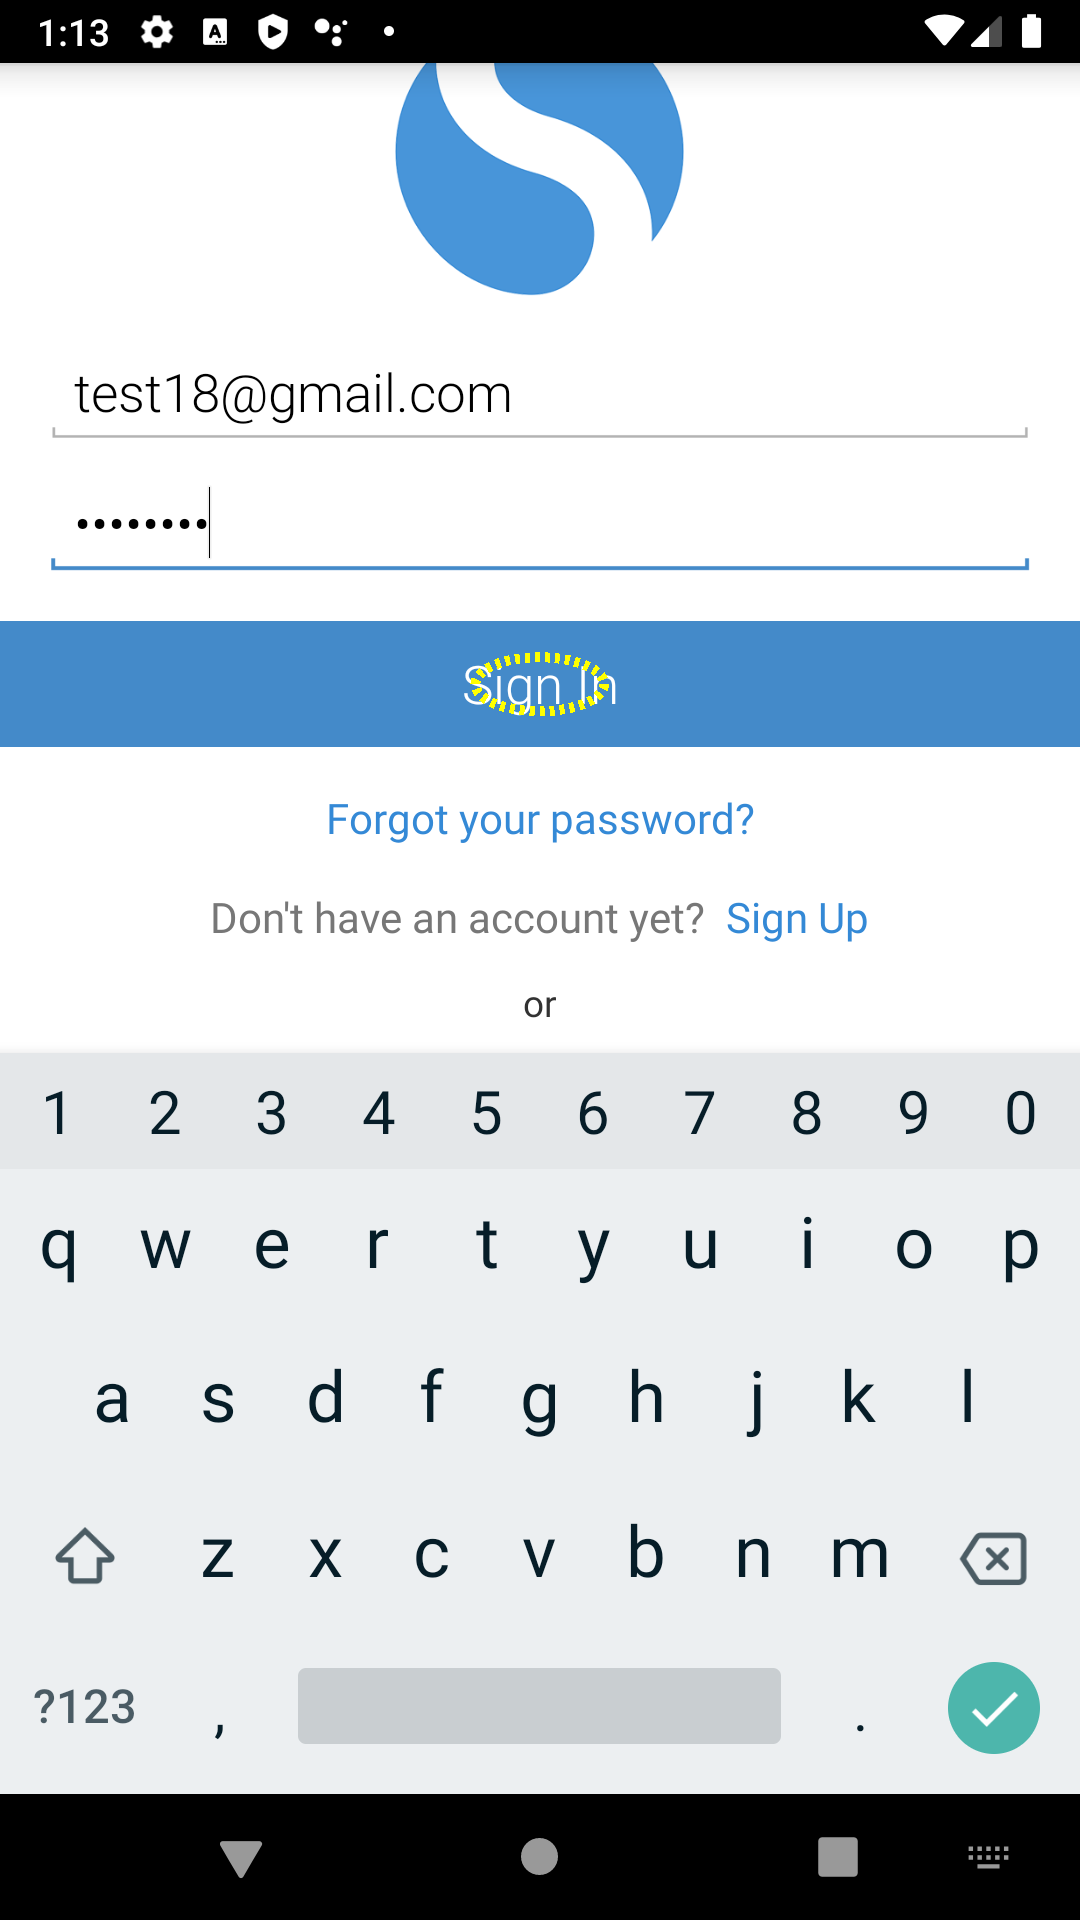 1:13
test18@gmail.com
••••••••
Sign In
Forgot your password?
Don't have an account yet? Sign Up
or
1 2 3 4 5 6 7 8 9 0
q w e r t y u i o p
a s d f g h j k l
z x c v b n m
?123 , .